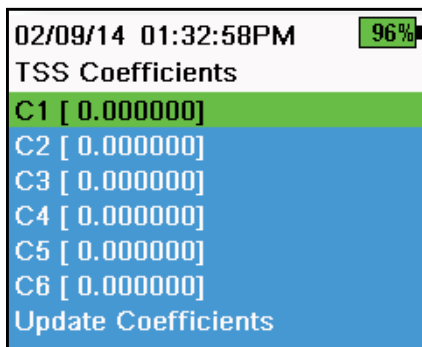 02/09/14 01:32:58PM 96%
TSS Coefficients
C1 [ 0.000000]
C2 [ 0.000000]
C3 [ 0.000000]
C4 [ 0.000000]
C5 [ 0.000000]
C6 [ 0.000000]
Update Coefficients